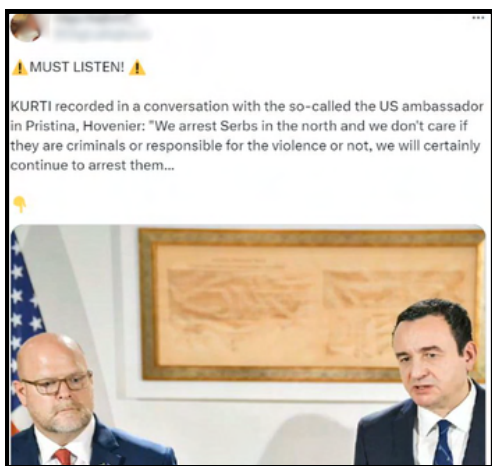 ⚠️ MUST LISTEN! ⚠️
KURTI recorded in a conversation with the so-called the US ambassador
in Pristina, Hovenier: "We arrest Serbs in the north and we don't care if
they are criminals or responsible for the violence or not, we will certainly
continue to arrest them...
👇